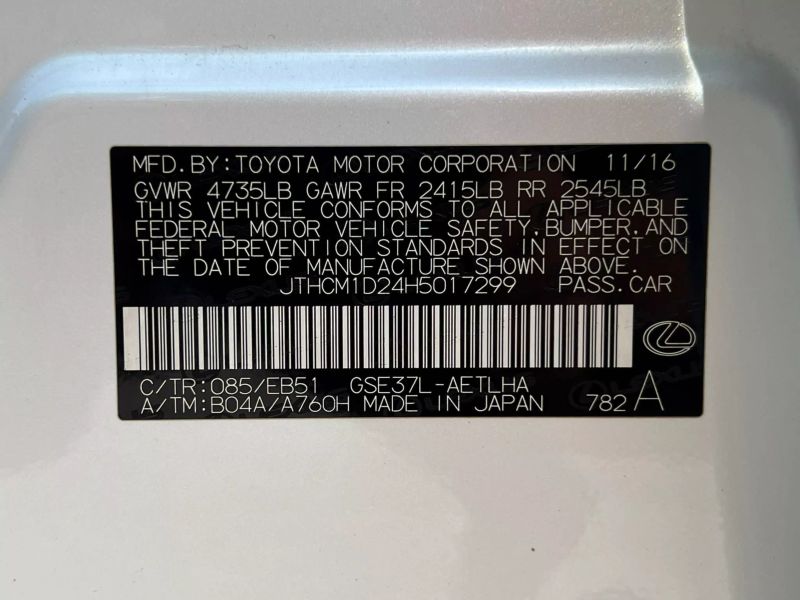 MFD.BY:TOYOTA MOTOR CORPORATION 11/16
GVWR 4735LB GAWR FR 2415LB RR 2545LB
THIS VEHICLE CONFORMS TO ALL APPLICABLE
FEDERAL MOTOR VEHICLE SAFETY,BUMPER,AND
THEFT PREVENTION STANDARDS IN EFFECT ON
THE DATE OF MANUFACTURE SHOWN ABOVE.
JTHCM1D24H5017299 PASS.CAR
C/TR:085/EB51 GSE37L-AETLHA
A/TM:B04A/A760H MADE IN JAPAN 782 A